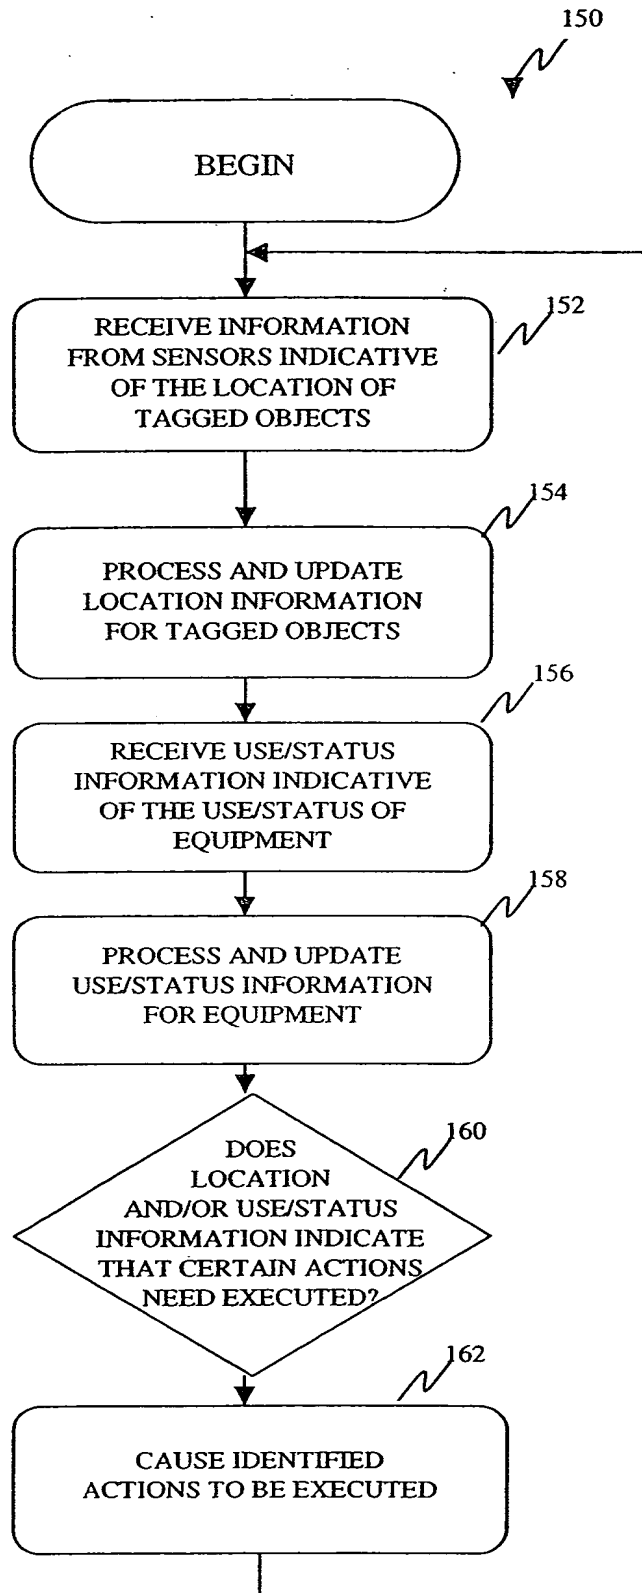 150
BEGIN
152
RECEIVE INFORMATION
FROM SENSORS INDICATIVE
OF THE LOCATION OF
TAGGED OBJECTS
154
PROCESS AND UPDATE
LOCATION INFORMATION
FOR TAGGED OBJECTS
156
RECEIVE USE/STATUS
INFORMATION INDICATIVE
OF THE USE/STATUS OF
EQUIPMENT
158
PROCESS AND UPDATE
USE/STATUS INFORMATION
FOR EQUIPMENT
160
DOES
LOCATION
AND/OR USE/STATUS
INFORMATION INDICATE
THAT CERTAIN ACTIONS
NEED EXECUTED?
162
CAUSE IDENTIFIED
ACTIONS TO BE EXECUTED